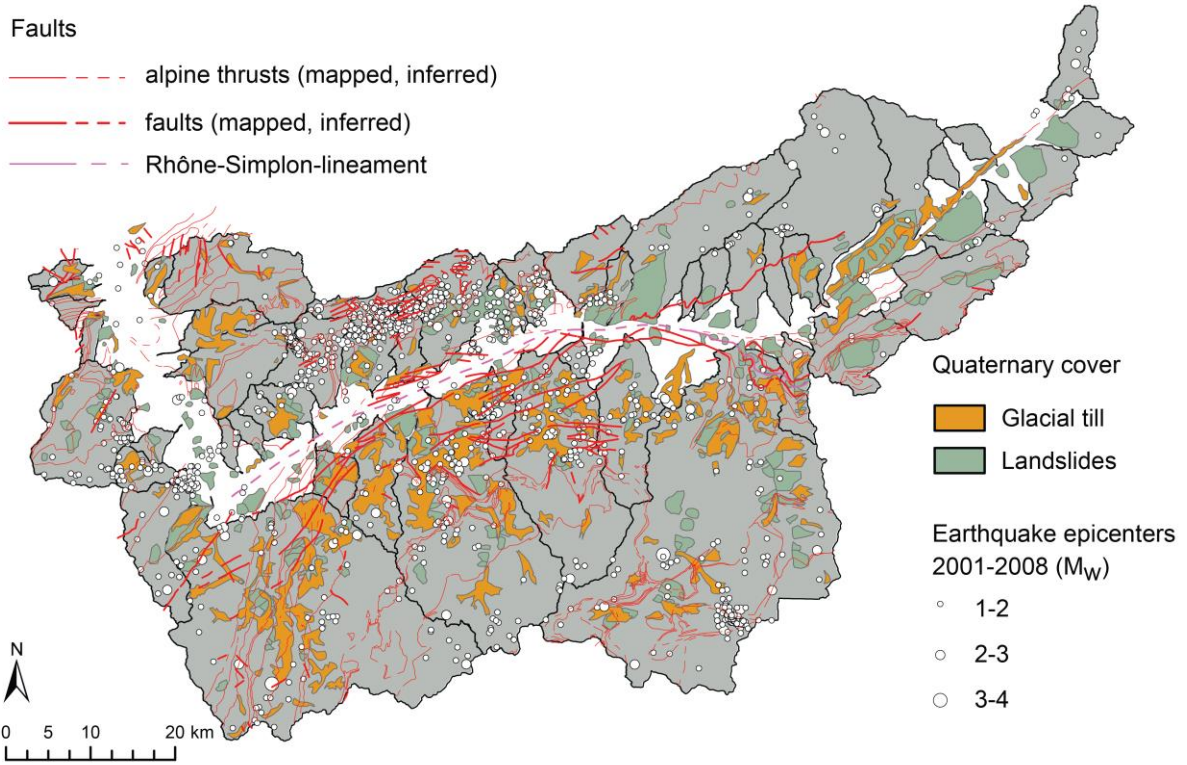 Faults
alpine thrusts (mapped, inferred)
faults (mapped, inferred)
Rhône-Simplon-lineament
Quaternary cover
Glacial till
Landslides
Earthquake epicenters
2001-2008 (MW)
1-2
2-3
3-4
N
0 5 10 20 km